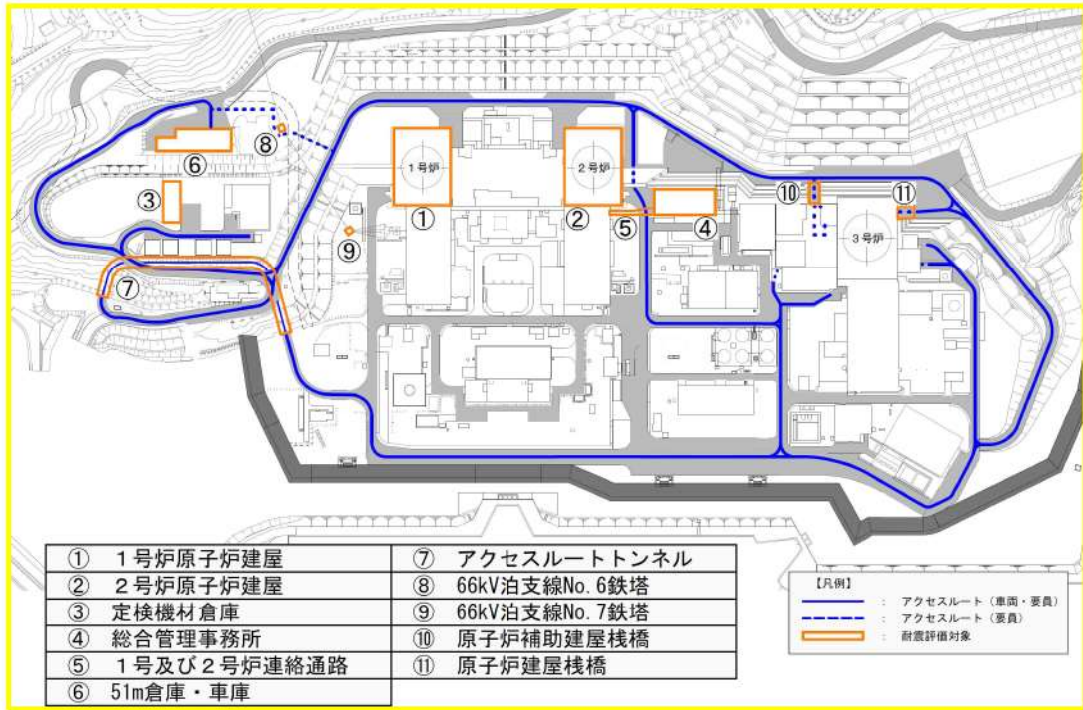 ⑧
⑥
1号炉
2号炉
③
⑩
⑪
①
②
⑤
④
3号炉
⑨
⑦
① 1号炉原子炉建屋
② 2号炉原子炉建屋
③ 定検機材倉庫
④ 総合管理事務所
⑤ 1号及び2号炉連絡通路
⑥ 51m倉庫・車庫
⑦ アクセスルートトンネル
⑧ 66kV泊支線No.6鉄塔
⑨ 66kV泊支線No.7鉄塔
⑩ 原子炉補助建屋桟橋
⑪ 原子炉建屋桟橋
【凡例】
： アクセスルート（車両・要員）
： アクセスルート（要員）
： 耐震評価対象